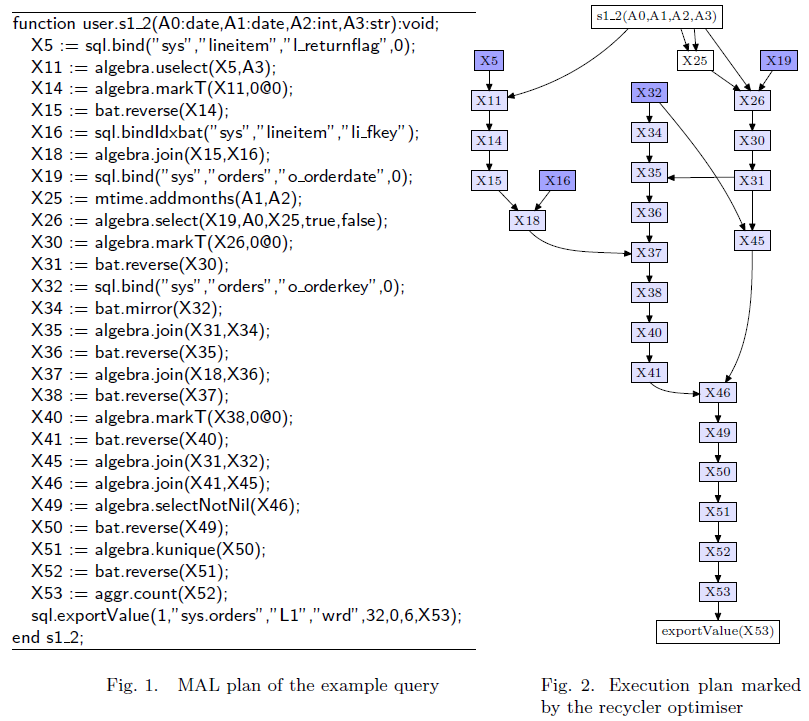 function user.s1_2(A0:date,A1:date,A2:int,A3:str):void;
X5 := sql.bind("sys","lineitem","l_returnflag",0);
X11 := algebra.uselect(X5,A3);
X14 := algebra.markT(X11,0@0);
X15 := bat.reverse(X14);
X16 := sql.bindIdxbat("sys","lineitem","li_fkey");
X18 := algebra.join(X15,X16);
X19 := sql.bind("sys","orders","o_orderdate",0);
X25 := mtime.addmonths(A1,A2);
X26 := algebra.select(X19,A0,X25,true,false);
X30 := algebra.markT(X26,0@0);
X31 := bat.reverse(X30);
X32 := sql.bind("sys","orders","o_orderkey",0);
X34 := bat.mirror(X32);
X35 := algebra.join(X31,X34);
X36 := bat.reverse(X35);
X37 := algebra.join(X18,X36);
X38 := bat.reverse(X37);
X40 := algebra.markT(X38,0@0);
X41 := bat.reverse(X40);
X45 := algebra.join(X31,X32);
X46 := algebra.join(X41,X45);
X49 := algebra.selectNotNil(X46);
X50 := bat.reverse(X49);
X51 := algebra.kunique(X50);
X52 := bat.reverse(X51);
X53 := aggr.count(X52);
sql.exportValue(1,"sys.orders","L1","wrd",32,0,6,X53);
end s1_2;
Fig. 1. MAL plan of the example query
s1_2(A0,A1,A2,A3)
X5
X25
X19
X11
X32
X26
X14
X34
X30
X15
X16
X35
X31
X18
X36
X37
X45
X38
X40
X41
X46
X49
X50
X51
X52
X53
exportValue(X53)
Fig. 2. Execution plan marked
by the recycler optimiser